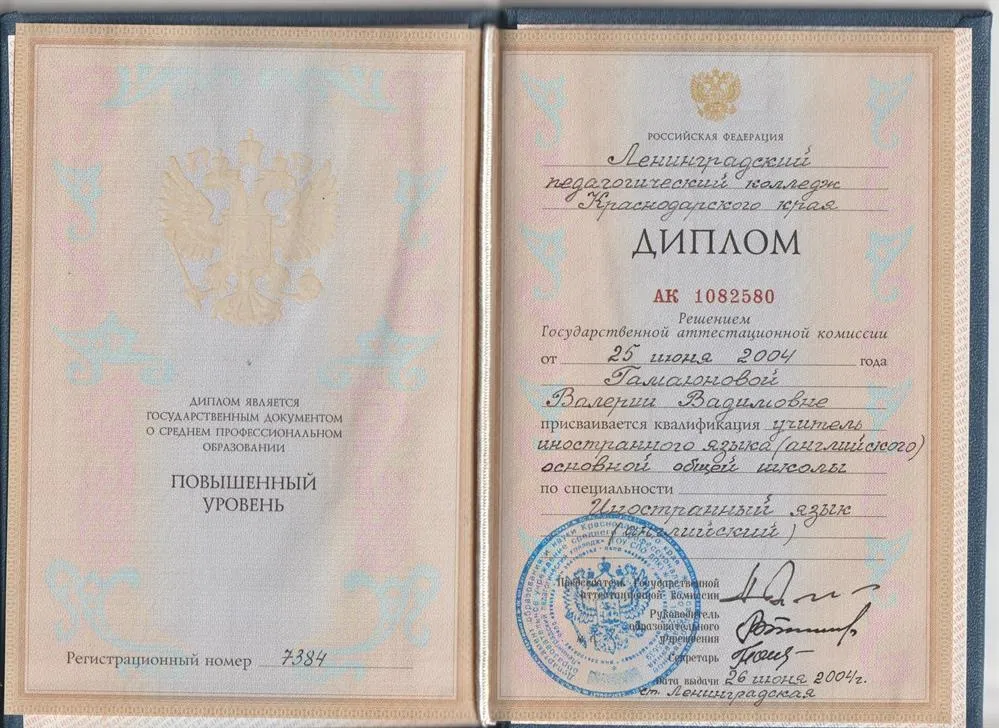 ДИПЛОМ ЯВЛЯЕТСЯ
ГОСУДАРСТВЕННЫМ ДОКУМЕНТОМ
О СРЕДНЕМ ПРОФЕССИОНАЛЬНОМ
ОБРАЗОВАНИИ
ПОВЫШЕННЫЙ
УРОВЕНЬ
Регистрационный номер 7384
РОССИЙСКАЯ ФЕДЕРАЦИЯ
Ленинградский
педагогический колледж
Краснодарского края
ДИПЛОМ
АК 1082580
Решением
Государственной аттестационной комиссии
от 25 июня 2004 года
Гамаюновой
Валерии Вадимовне
присваивается квалификация учитель
иностранного языка (английского)
основной общей школы
по специальности
Иностранный язык
(английский)
Председатель Государственной
аттестационной комиссии
Руководитель
образовательного
учреждения
Секретарь
Дата выдачи 26 июня 2004г.
ст. Ленинградская